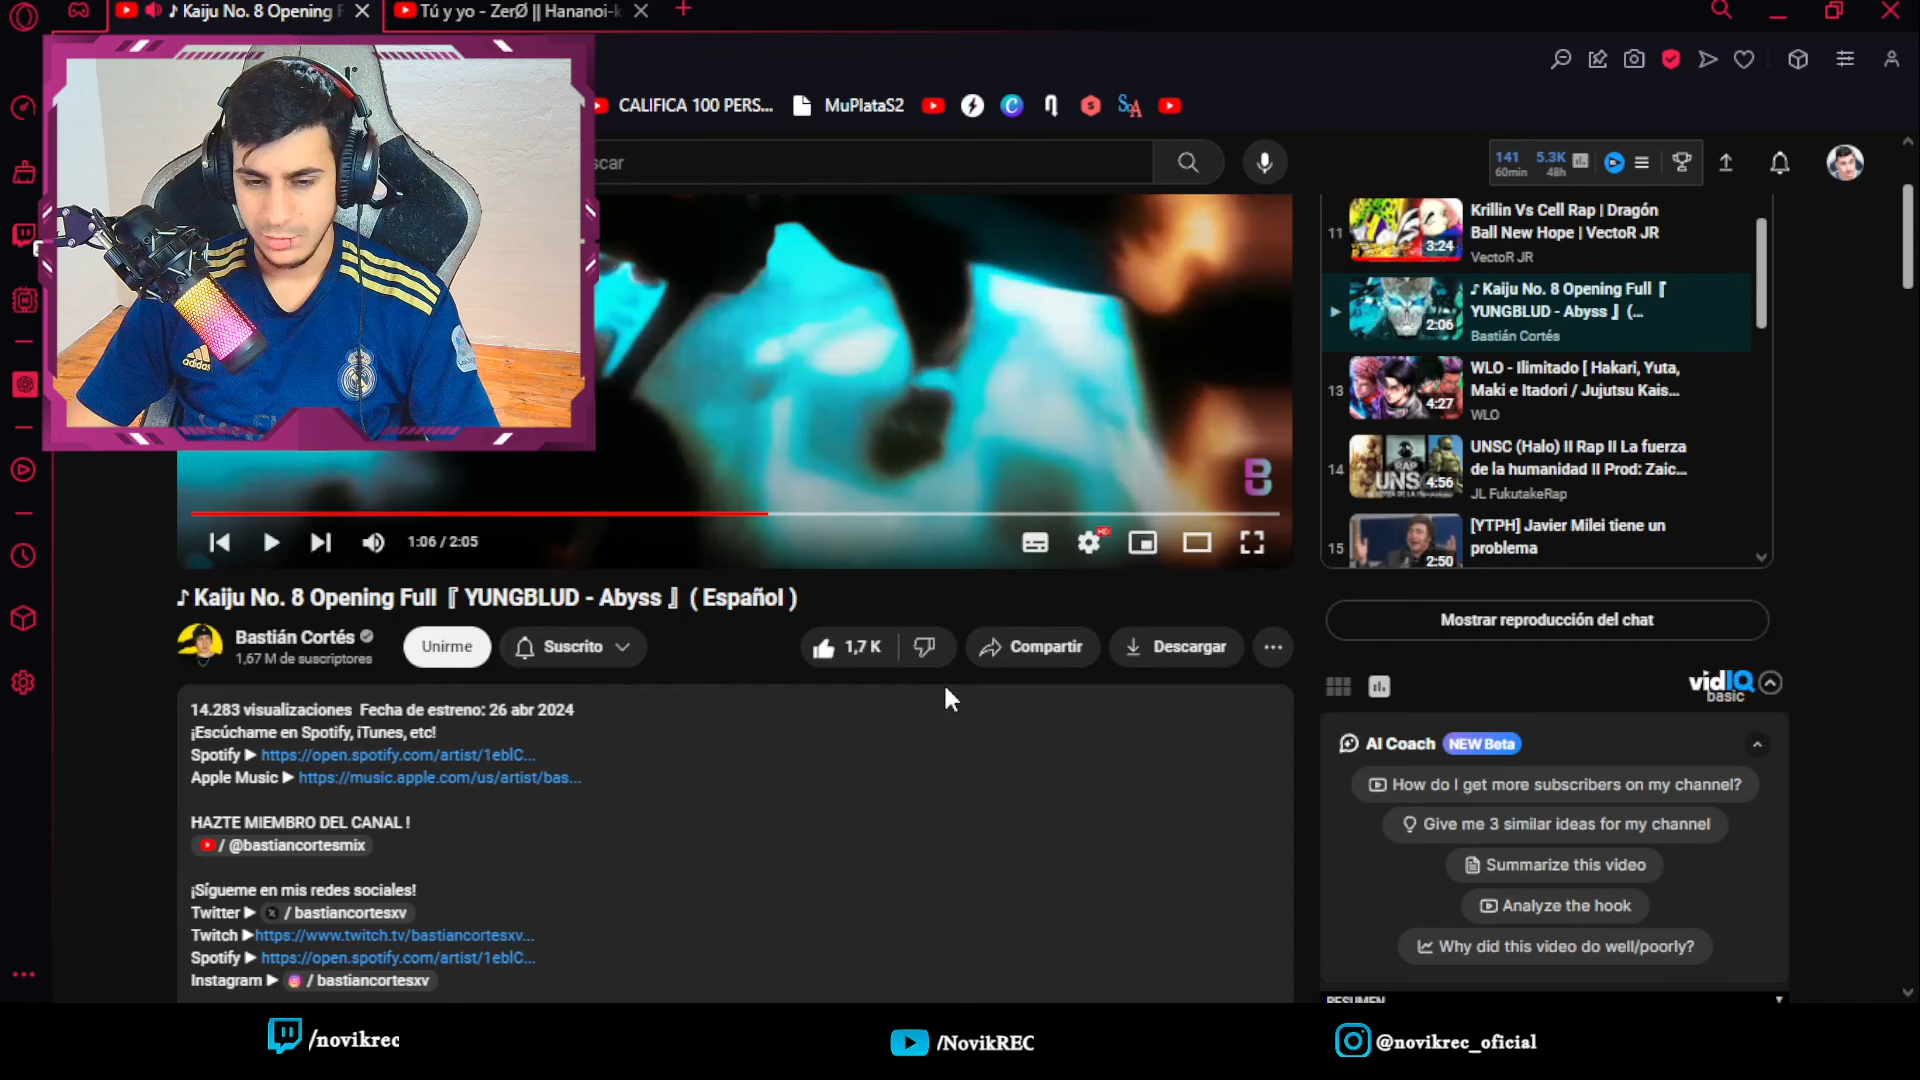 ♪ Kaiju No. 8 Opening F
Tú y yo - ZerØ || Hananoi-k
CALIFICA 100 PERS...
MuPlataS2
scar
141
60min
5.3K
48h
adidas
11
3:24
Krillin Vs Cell Rap | Dragón
Ball New Hope | VectoR JR
VectoR JR
2:06
♪ Kaiju No. 8 Opening Full『
YUNGBLUD - Abyss 』(...
Bastián Cortés
13
4:27
WLO - Ilimitado [ Hakari, Yuta,
Maki e Itadori / Jujutsu Kais...
WLO
14
RAP
UNS
4:56
UNSC (Halo) II Rap II La fuerza
de la humanidad II Prod: Zaic...
JL FukutakeRap
15
2:50
[YTPH] Javier Milei tiene un
problema
1:06 / 2:05
HD
♪ Kaiju No. 8 Opening Full『 YUNGBLUD - Abyss 』( Español )
Bastián Cortés
1,67 M de suscriptores
Unirme
Suscrito
1,7 K
Compartir
Descargar
Mostrar reproducción del chat
14.283 visualizaciones Fecha de estreno: 26 abr 2024
¡Escúchame en Spotify, iTunes, etc!
Spotify ▶ https://open.spotify.com/artist/1eblC...
Apple Music ▶ https://music.apple.com/us/artist/bas...
HAZTE MIEMBRO DEL CANAL !
/ @bastiancortesmix
¡Sígueme en mis redes sociales!
Twitter ▶ X / bastiancortesxv
Twitch ▶https://www.twitch.tv/bastiancortesxv...
Spotify ▶ https://open.spotify.com/artist/1eblC...
Instagram ▶ / bastiancortesxv
vidIQ
basic
AI Coach NEW Beta
How do I get more subscribers on my channel?
Give me 3 similar ideas for my channel
Summarize this video
Analyze the hook
Why did this video do well/poorly?
RESUMEN
/novikrec
/NovikREC
@novikrec_oficial